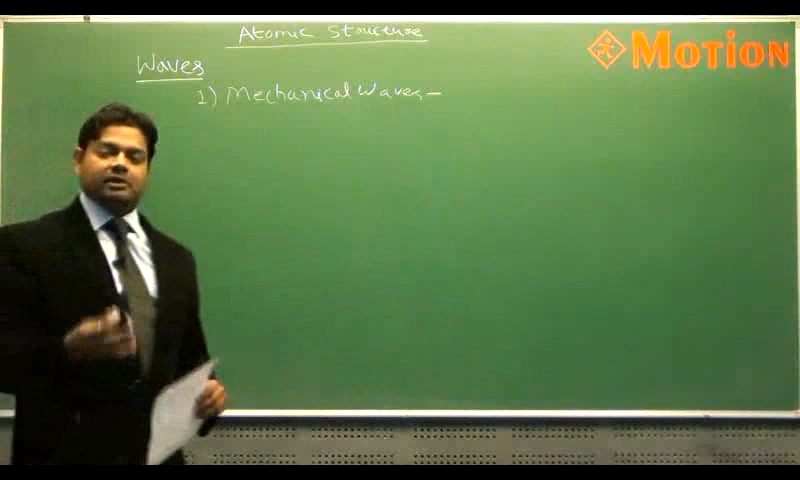 Atomic Structure
MOTION
Waves
1) Mechanical Waves –